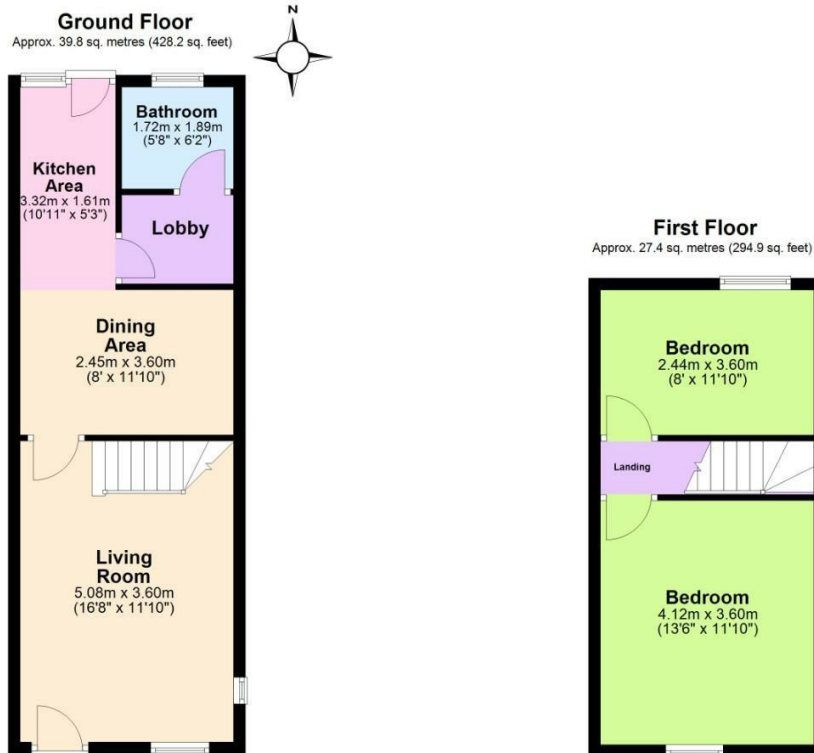 Ground Floor
Approx. 39.8 sq. metres (428.2 sq. feet)
N
Bathroom
1.72m x 1.89m
(5'8" x 6'2")
Kitchen
Area
3.32m x 1.61m
(10'11" x 5'3")
Lobby
Dining
Area
2.45m x 3.60m
(8' x 11'10")
Living
Room
5.08m x 3.60m
(16'8" x 11'10")
First Floor
Approx. 27.4 sq. metres (294.9 sq. feet)
Bedroom
2.44m x 3.60m
(8' x 11'10")
Landing
Bedroom
4.12m x 3.60m
(13'6" x 11'10")